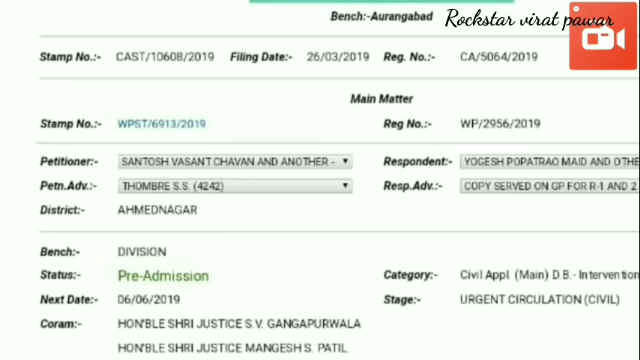 Bench:-Aurangabad
Rockstar virat pawar
Stamp No.:- CAST/10608/2019 Filing Date:- 26/03/2019 Reg. No.:- CA/5064/2019
Main Matter
Stamp No.:- WPST/6913/2019 Reg No.:- WP/2956/2019
Petitioner:- SANTOSH VASANT CHAVAN AND ANOTHER - Respondent:- YOGESH POPATRAO MAID AND OTHE
Petn.Adv.:- THOMBRE S.S. (4242) Resp.Adv.:- COPY SERVED ON GP FOR R-1 AND 2
District:- AHMEDNAGAR
Bench:- DIVISION
Status:- Pre-Admission Category:- Civil Appl. (Main) D.B.- Intervention
Next Date:- 06/06/2019 Stage:- URGENT CIRCULATION (CIVIL)
Coram:- HON'BLE SHRI JUSTICE S.V. GANGAPURWALA
HON'BLE SHRI JUSTICE MANGESH S. PATIL